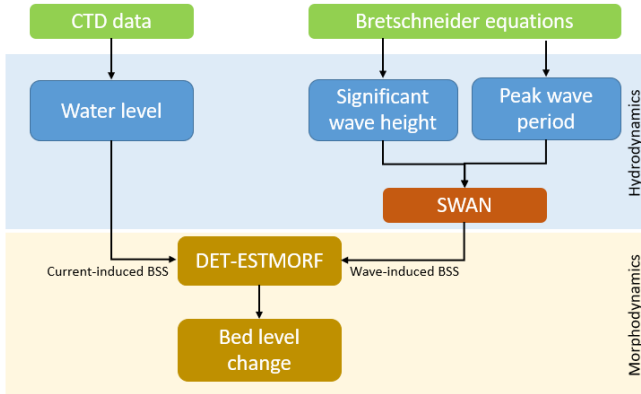 CTD data
Bretschneider equations
Water level
Significant
wave height
Peak wave
period
Hydrodynamics
SWAN
Current-induced BSS
DET-ESTMORF
Wave-induced BSS
Bed level
change
Morphodynamics